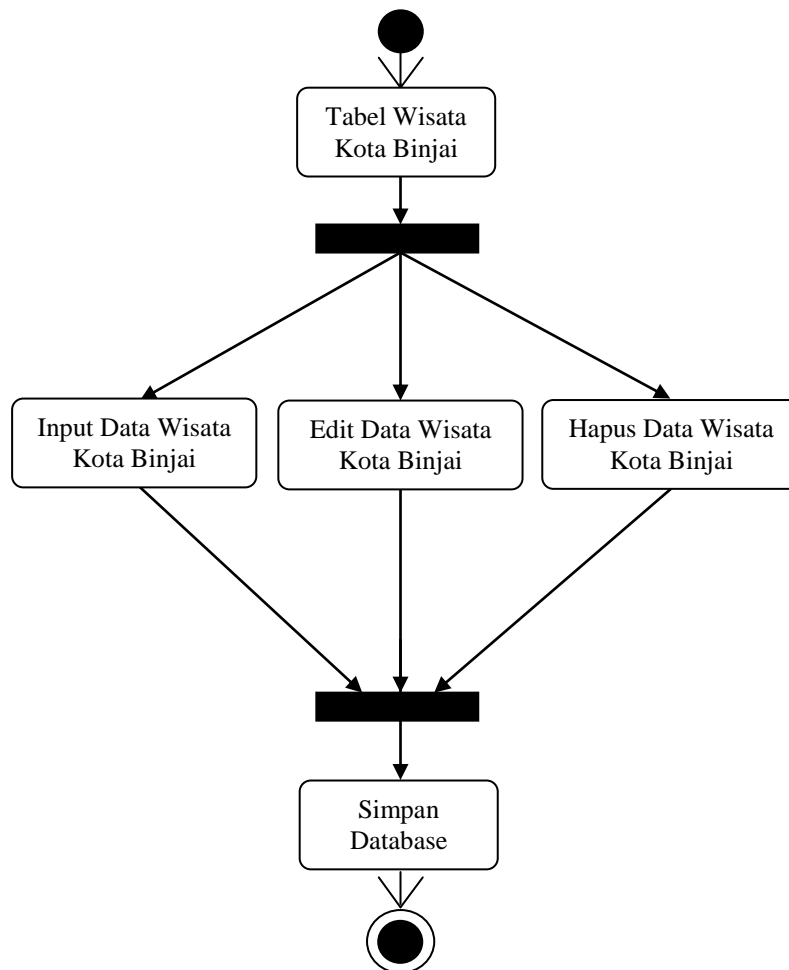 Tabel Wisata
Kota Binjai
Input Data Wisata
Kota Binjai
Edit Data Wisata
Kota Binjai
Hapus Data Wisata
Kota Binjai
Simpan
Database